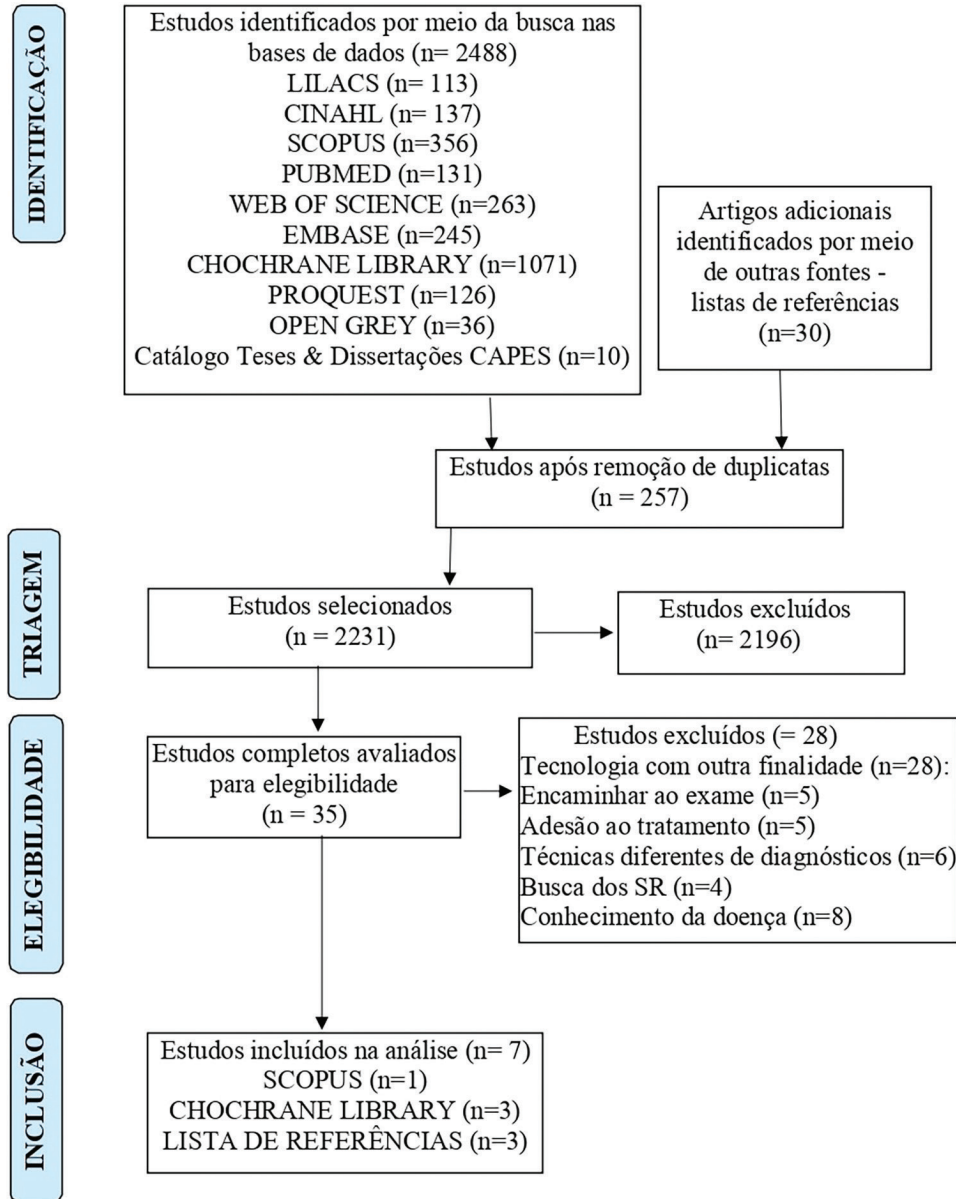 IDENTIFICAÇÃO
Estudos identificados por meio da busca nas
bases de dados (n= 2488)
LILACS (n= 113)
CINAHL (n= 137)
SCOPUS (n=356)
PUBMED (n=131)
WEB OF SCIENCE (n=263)
EMBASE (n=245)
CHOCHRANE LIBRARY (n=1071)
PROQUEST (n=126)
OPEN GREY (n=36)
Catálogo Teses & Dissertações CAPES (n=10)
Artigos adicionais
identificados por meio
de outras fontes -
listas de referências
(n=30)
Estudos após remoção de duplicatas
(n = 257)
TRIAGEM
Estudos selecionados
(n = 2231)
Estudos excluídos
(n= 2196)
ELEGIBILIDADE
Estudos completos avaliados
para elegibilidade
(n = 35)
Estudos excluídos (= 28)
Tecnologia com outra finalidade (n=28):
Encaminhar ao exame (n=5)
Adesão ao tratamento (n=5)
Técnicas diferentes de diagnósticos (n=6)
Busca dos SR (n=4)
Conhecimento da doença (n=8)
INCLUSÃO
Estudos incluídos na análise (n= 7)
SCOPUS (n=1)
CHOCHRANE LIBRARY (n=3)
LISTA DE REFERÊNCIAS (n=3)